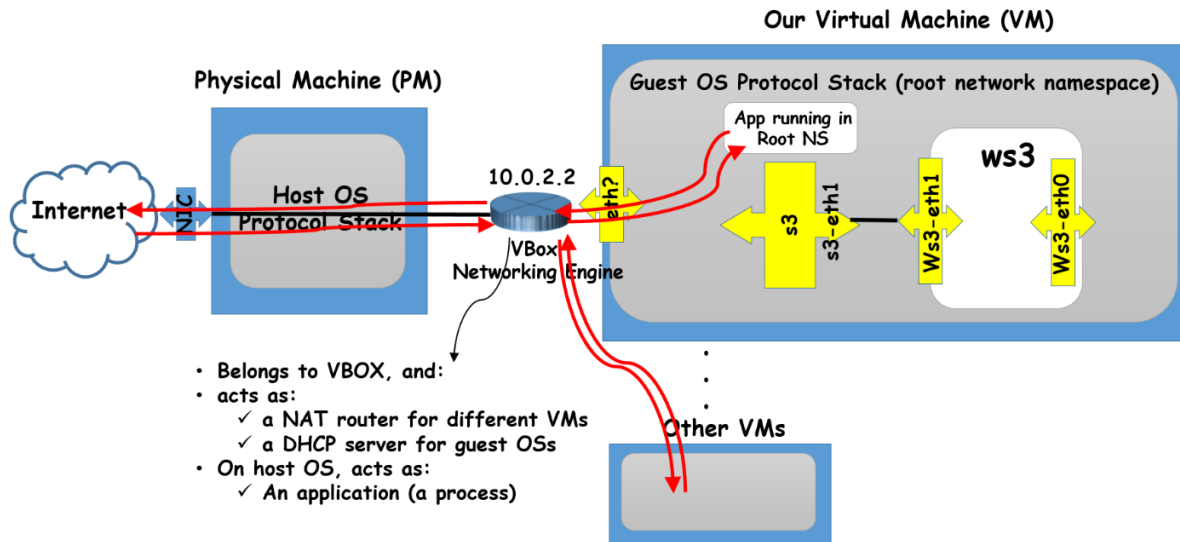 Our Virtual Machine (VM)
Physical Machine (PM)
Guest OS Protocol Stack (root network namespace)
App running in
Root NS
ws3
10.0.2.2
Internet
NIC
Host OS
Protocol Stack
eth?
s3
s3-eth1
Ws3-eth1
Ws3-eth0
VBox
Networking Engine
• Belongs to VBOX, and:
• acts as:
✓ a NAT router for different VMs
✓ a DHCP server for guest OSs
• On host OS, acts as:
✓ An application (a process)
Other VMs